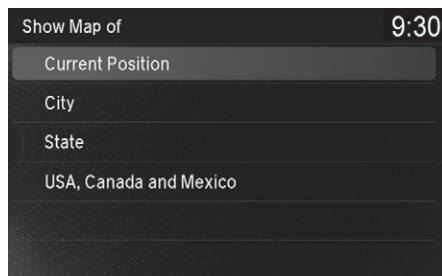 Show Map of 9:30
Current Position
City
State
USA, Canada and Mexico